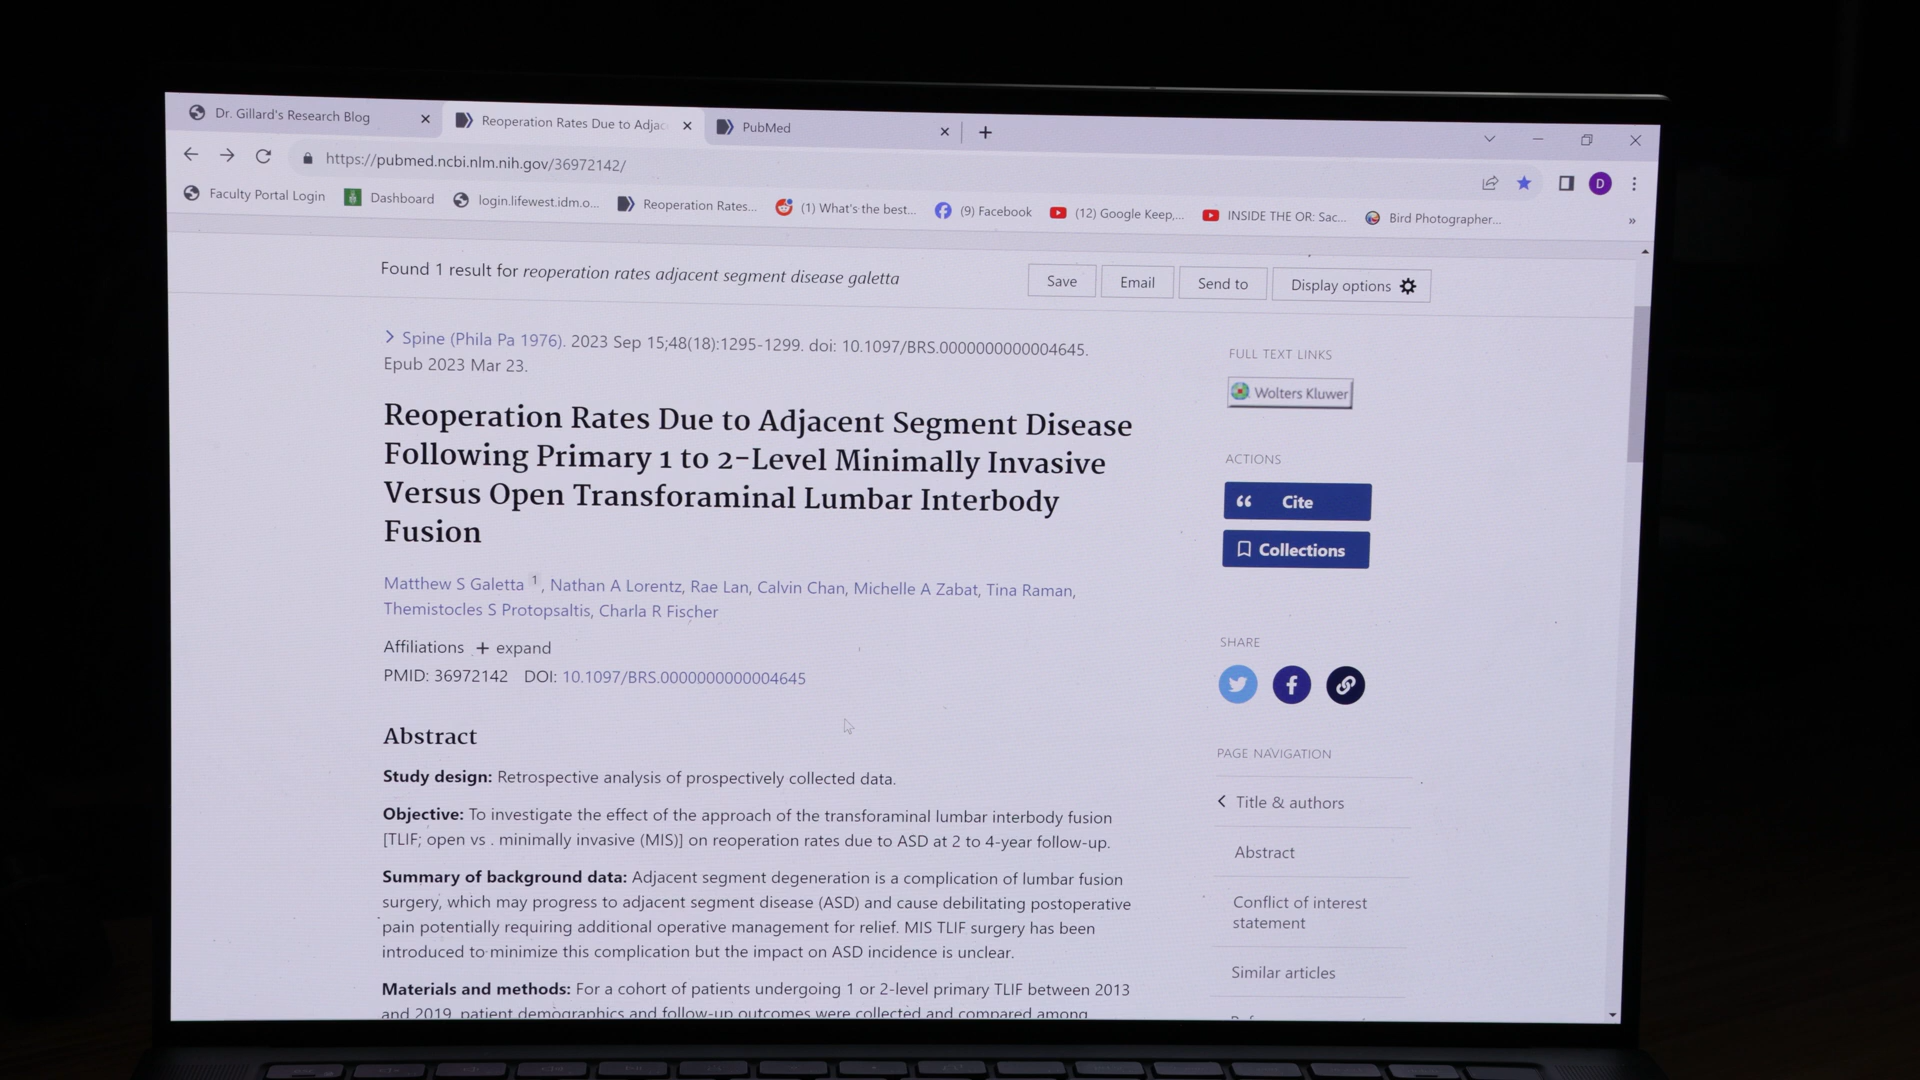 Dr. Gillard's Research Blog
Reoperation Rates Due to Adjac
PubMed
https://pubmed.ncbi.nlm.nih.gov/36972142/
D
Faculty Portal Login
Dashboard
login.lifewest.idm.o...
Reoperation Rates...
(1) What's the best...
(9) Facebook
(12) Google Keep,...
INSIDE THE OR: Sac...
Bird Photographer...
»
Found 1 result for reoperation rates adjacent segment disease galetta
Save
Email
Send to
Display options
Spine (Phila Pa 1976). 2023 Sep 15;48(18):1295-1299. doi: 10.1097/BRS.0000000000004645.
Epub 2023 Mar 23.
Reoperation Rates Due to Adjacent Segment Disease
Following Primary 1 to 2-Level Minimally Invasive
Versus Open Transforaminal Lumbar Interbody
Fusion
Matthew S Galetta 1, Nathan A Lorentz, Rae Lan, Calvin Chan, Michelle A Zabat, Tina Raman,
Themistocles S Protopsaltis, Charla R Fischer
Affiliations + expand
PMID: 36972142 DOI: 10.1097/BRS.0000000000004645
Abstract
Study design: Retrospective analysis of prospectively collected data.
Objective: To investigate the effect of the approach of the transforaminal lumbar interbody fusion
[TLIF; open vs . minimally invasive (MIS)] on reoperation rates due to ASD at 2 to 4-year follow-up.
Summary of background data: Adjacent segment degeneration is a complication of lumbar fusion
surgery, which may progress to adjacent segment disease (ASD) and cause debilitating postoperative
pain potentially requiring additional operative management for relief. MIS TLIF surgery has been
introduced to minimize this complication but the impact on ASD incidence is unclear.
Materials and methods: For a cohort of patients undergoing 1 or 2-level primary TLIF between 2013
and 2019, patient demographics and follow-up outcomes were collected and compared among
FULL TEXT LINKS
Wolters Kluwer
ACTIONS
Cite
Collections
SHARE
PAGE NAVIGATION
Title & authors
Abstract
Conflict of interest
statement
Similar articles